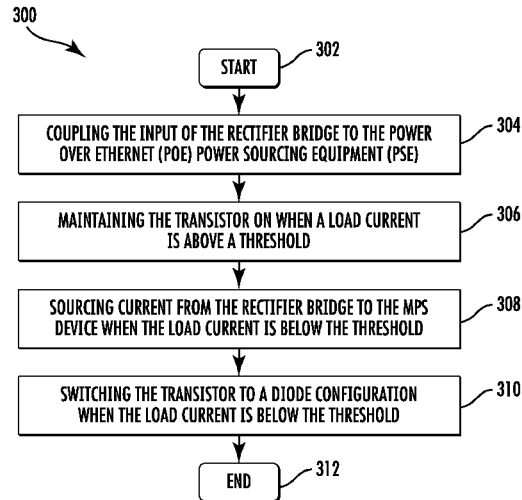 300
START
302
COUPLING THE INPUT OF THE RECTIFIER BRIDGE TO THE POWER
OVER ETHERNET (POE) POWER SOURCING EQUIPMENT (PSE)
304
MAINTAINING THE TRANSISTOR ON WHEN A LOAD CURRENT
IS ABOVE A THRESHOLD
306
SOURCING CURRENT FROM THE RECTIFIER BRIDGE TO THE MPS
DEVICE WHEN THE LOAD CURRENT IS BELOW THE THRESHOLD
308
SWITCHING THE TRANSISTOR TO A DIODE CONFIGURATION
WHEN THE LOAD CURRENT IS BELOW THE THRESHOLD
310
END
312